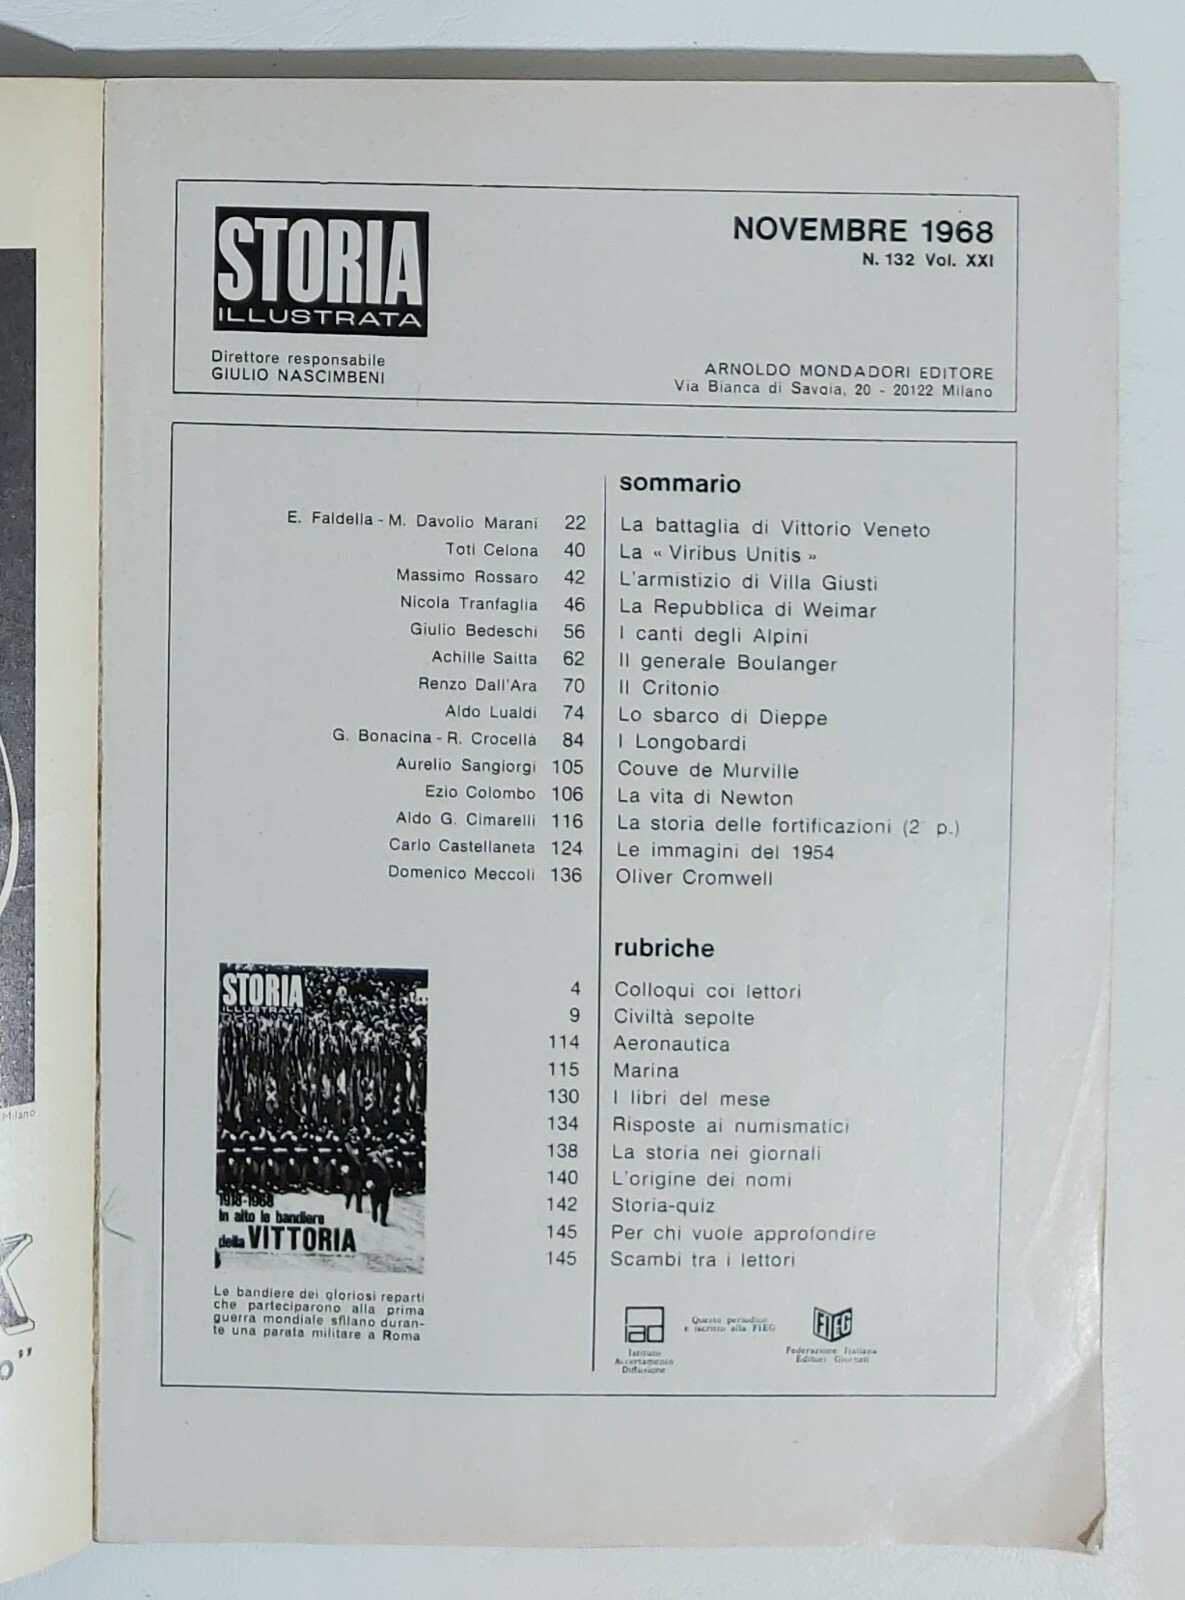 STORIA
ILLUSTRATA
NOVEMBRE 1968
N. 132 Vol. XXI
Direttore responsabile
GIULIO NASCIMBENI
ARNOLDO MONDADORI EDITORE
Via Bianca di Savoia, 20 - 20122 Milano
sommario
E. Faldella - M. Davolio Marani 22 La battaglia di Vittorio Veneto
Toti Celona 40 La « Viribus Unitis »
Massimo Rossaro 42 L'armistizio di Villa Giusti
Nicola Tranfaglia 46 La Repubblica di Weimar
Giulio Bedeschi 56 I canti degli Alpini
Achille Saitta 62 Il generale Boulanger
Renzo Dall'Ara 70 Il Critonio
Aldo Lualdi 74 Lo sbarco di Dieppe
G. Bonacina - R. Crocellà 84 I Longobardi
Aurelio Sangiorgi 105 Couve de Murville
Ezio Colombo 106 La vita di Newton
Aldo G. Cimarelli 116 La storia delle fortificazioni (2ª p.)
Carlo Castellaneta 124 Le immagini del 1954
Domenico Meccoli 136 Oliver Cromwell
rubriche
4 Colloqui coi lettori
9 Civiltà sepolte
114 Aeronautica
115 Marina
130 I libri del mese
134 Risposte ai numismatici
138 La storia nei giornali
140 L'origine dei nomi
142 Storia-quiz
145 Per chi vuole approfondire
145 Scambi tra i lettori
STORIA
ILLUSTRATA
1918-1968
In alto le bandiere
della VITTORIA
Le bandiere dei gloriosi reparti
che parteciparono alla prima
guerra mondiale sfilano duran-
te una parata militare a Roma
Istituto
Accertamento
Diffusione
Questo periodico
è iscritto alla FIEG
FIEG
Federazione Italiana
Editori Giornali
Milano